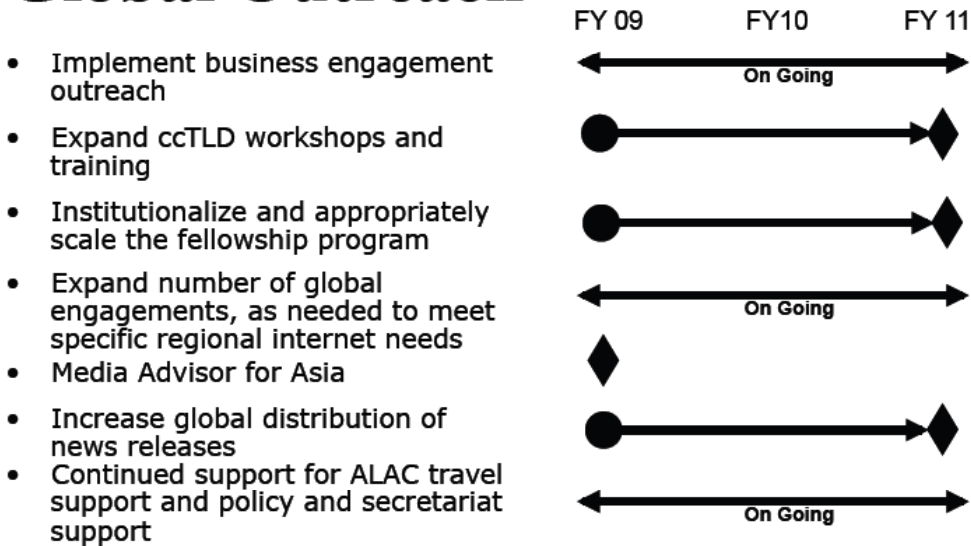 FY 09 FY10 FY 11
• Implement business engagement
outreach
On Going
• Expand ccTLD workshops and
training
• Institutionalize and appropriately
scale the fellowship program
• Expand number of global
engagements, as needed to meet
specific regional internet needs
On Going
• Media Advisor for Asia
• Increase global distribution of
news releases
• Continued support for ALAC travel
support and policy and secretariat
support
On Going